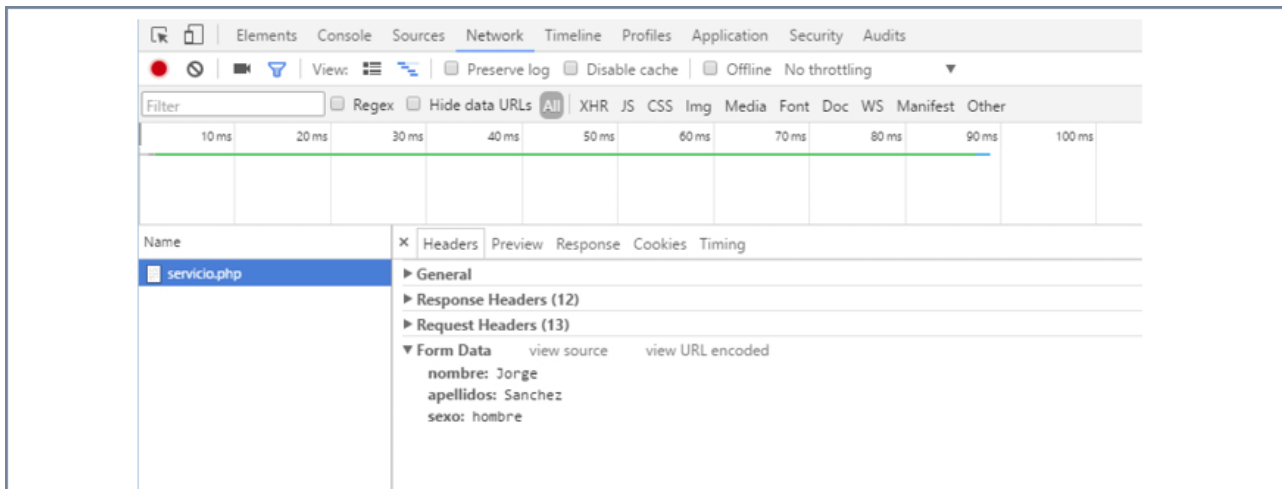 Elements Console Sources Network Timeline Profiles Application Security Audits
View: Preserve log Disable cache Offline No throttling
Filter Regex Hide data URLs All XHR JS CSS Img Media Font Doc WS Manifest Other
10 ms 20 ms 30 ms 40 ms 50 ms 60 ms 70 ms 80 ms 90 ms 100 ms
Name × Headers Preview Response Cookies Timing
servicio.php
General
Response Headers (12)
Request Headers (13)
Form Data view source view URL encoded
nombre: Jorge
apellidos: Sanchez
sexo: hombre